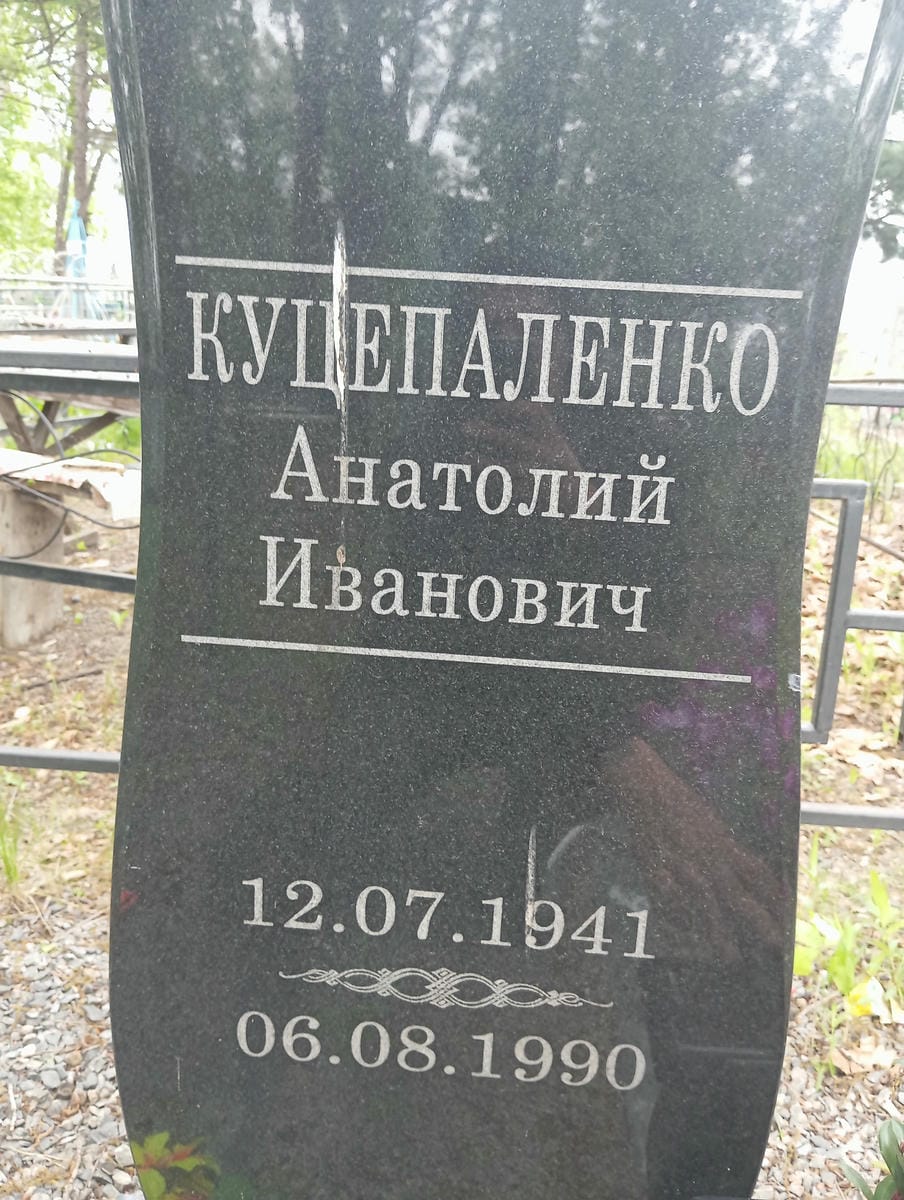 КУЦЕПАЛЕНКО
Анатолий
Иванович
12.07.1941
06.08.1990